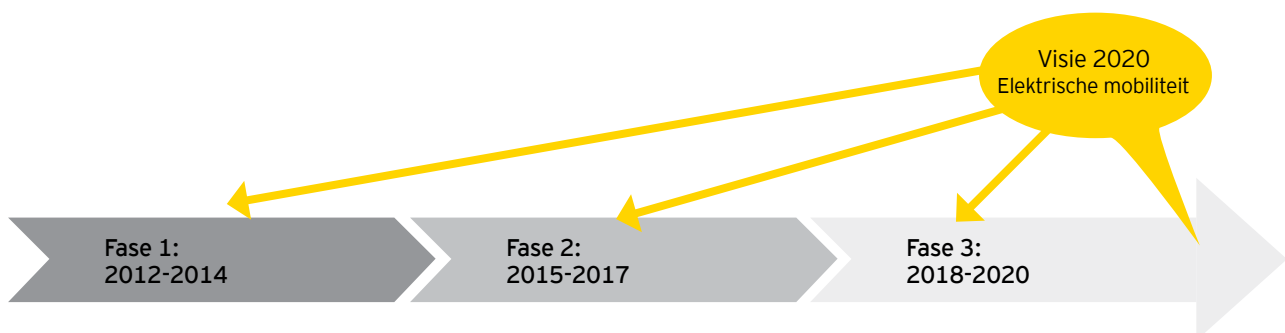 Visie 2020
Elektrische mobiliteit
Fase 1:
2012-2014
Fase 2:
2015-2017
Fase 3:
2018-2020